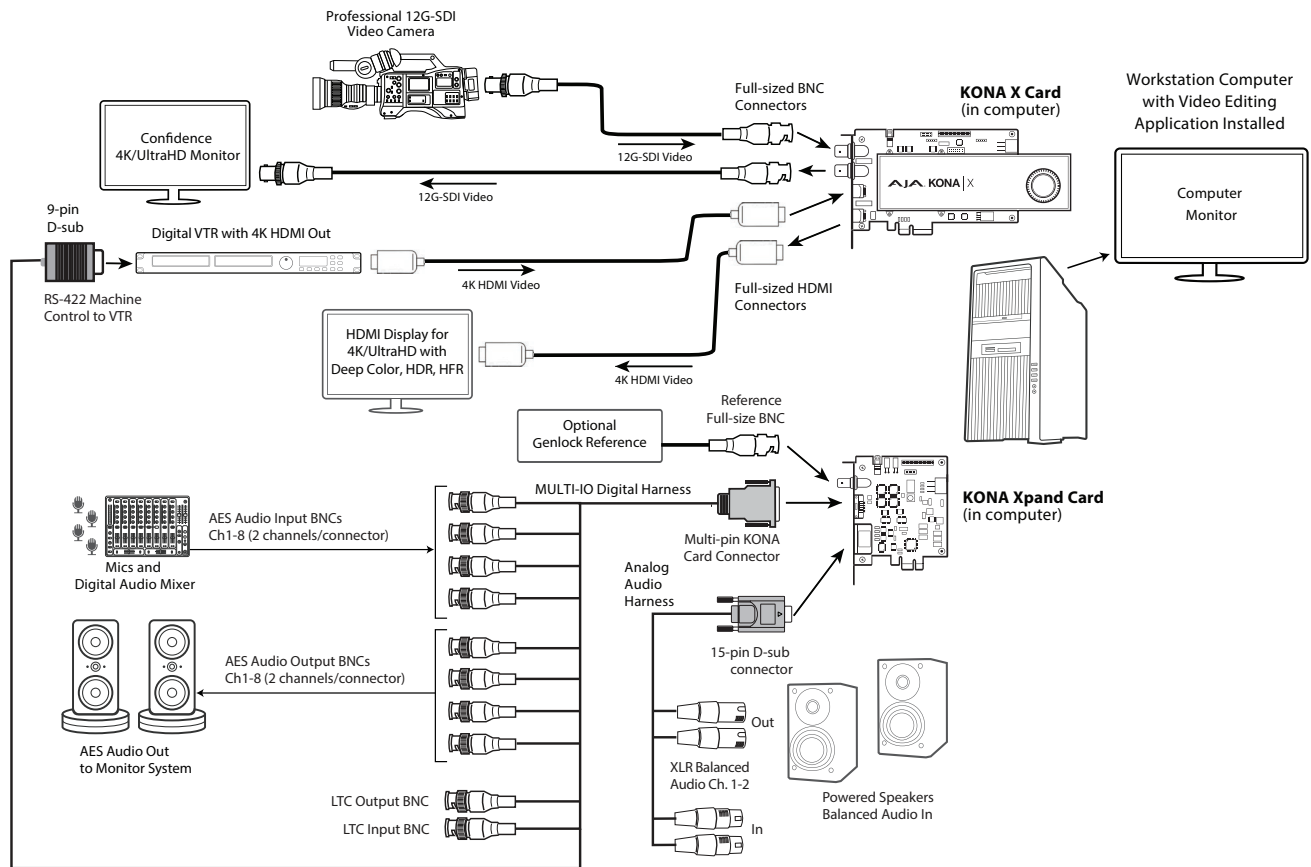 Professional 12G-SDI
Video Camera
Full-sized BNC
Connectors
KONA X Card
(in computer)
Workstation Computer
with Video Editing
Application Installed
Confidence
4K/UltraHD Monitor
12G-SDI Video
12G-SDI Video
AJA KONA X
Computer
Monitor
9-pin
D-sub
Digital VTR with 4K HDMI Out
4K HDMI Video
RS-422 Machine
Control to VTR
Full-sized HDMI
Connectors
HDMI Display for
4K/UltraHD with
Deep Color, HDR, HFR
4K HDMI Video
Reference
Full-size BNC
Optional
Genlock Reference
MULTI-IO Digital Harness
KONA Xpand Card
(in computer)
AES Audio Input BNCs
Ch1-8 (2 channels/connector)
Multi-pin KONA
Card Connector
Mics and
Digital Audio Mixer
Analog
Audio
Harness
15-pin D-sub
connector
AES Audio Output BNCs
Ch1-8 (2 channels/connector)
Out
AES Audio Out
to Monitor System
XLR Balanced
Audio Ch. 1-2
Powered Speakers
Balanced Audio In
LTC Output BNC
LTC Input BNC
In